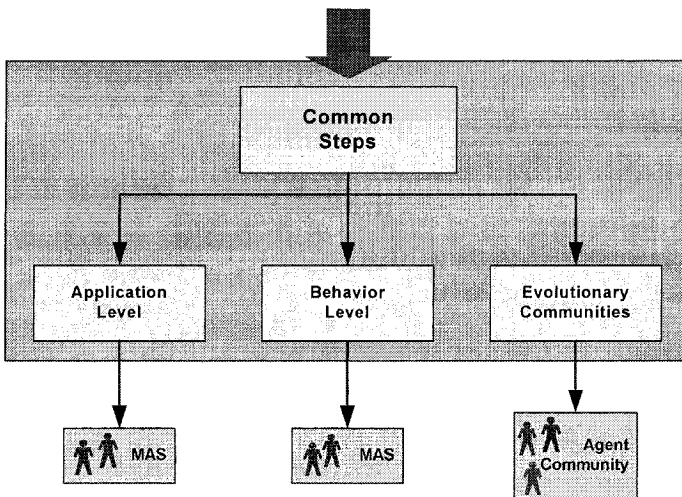 Common
Steps
Application
Level
Behavior
Level
Evolutionary
Communities
MAS
MAS
Agent
Community